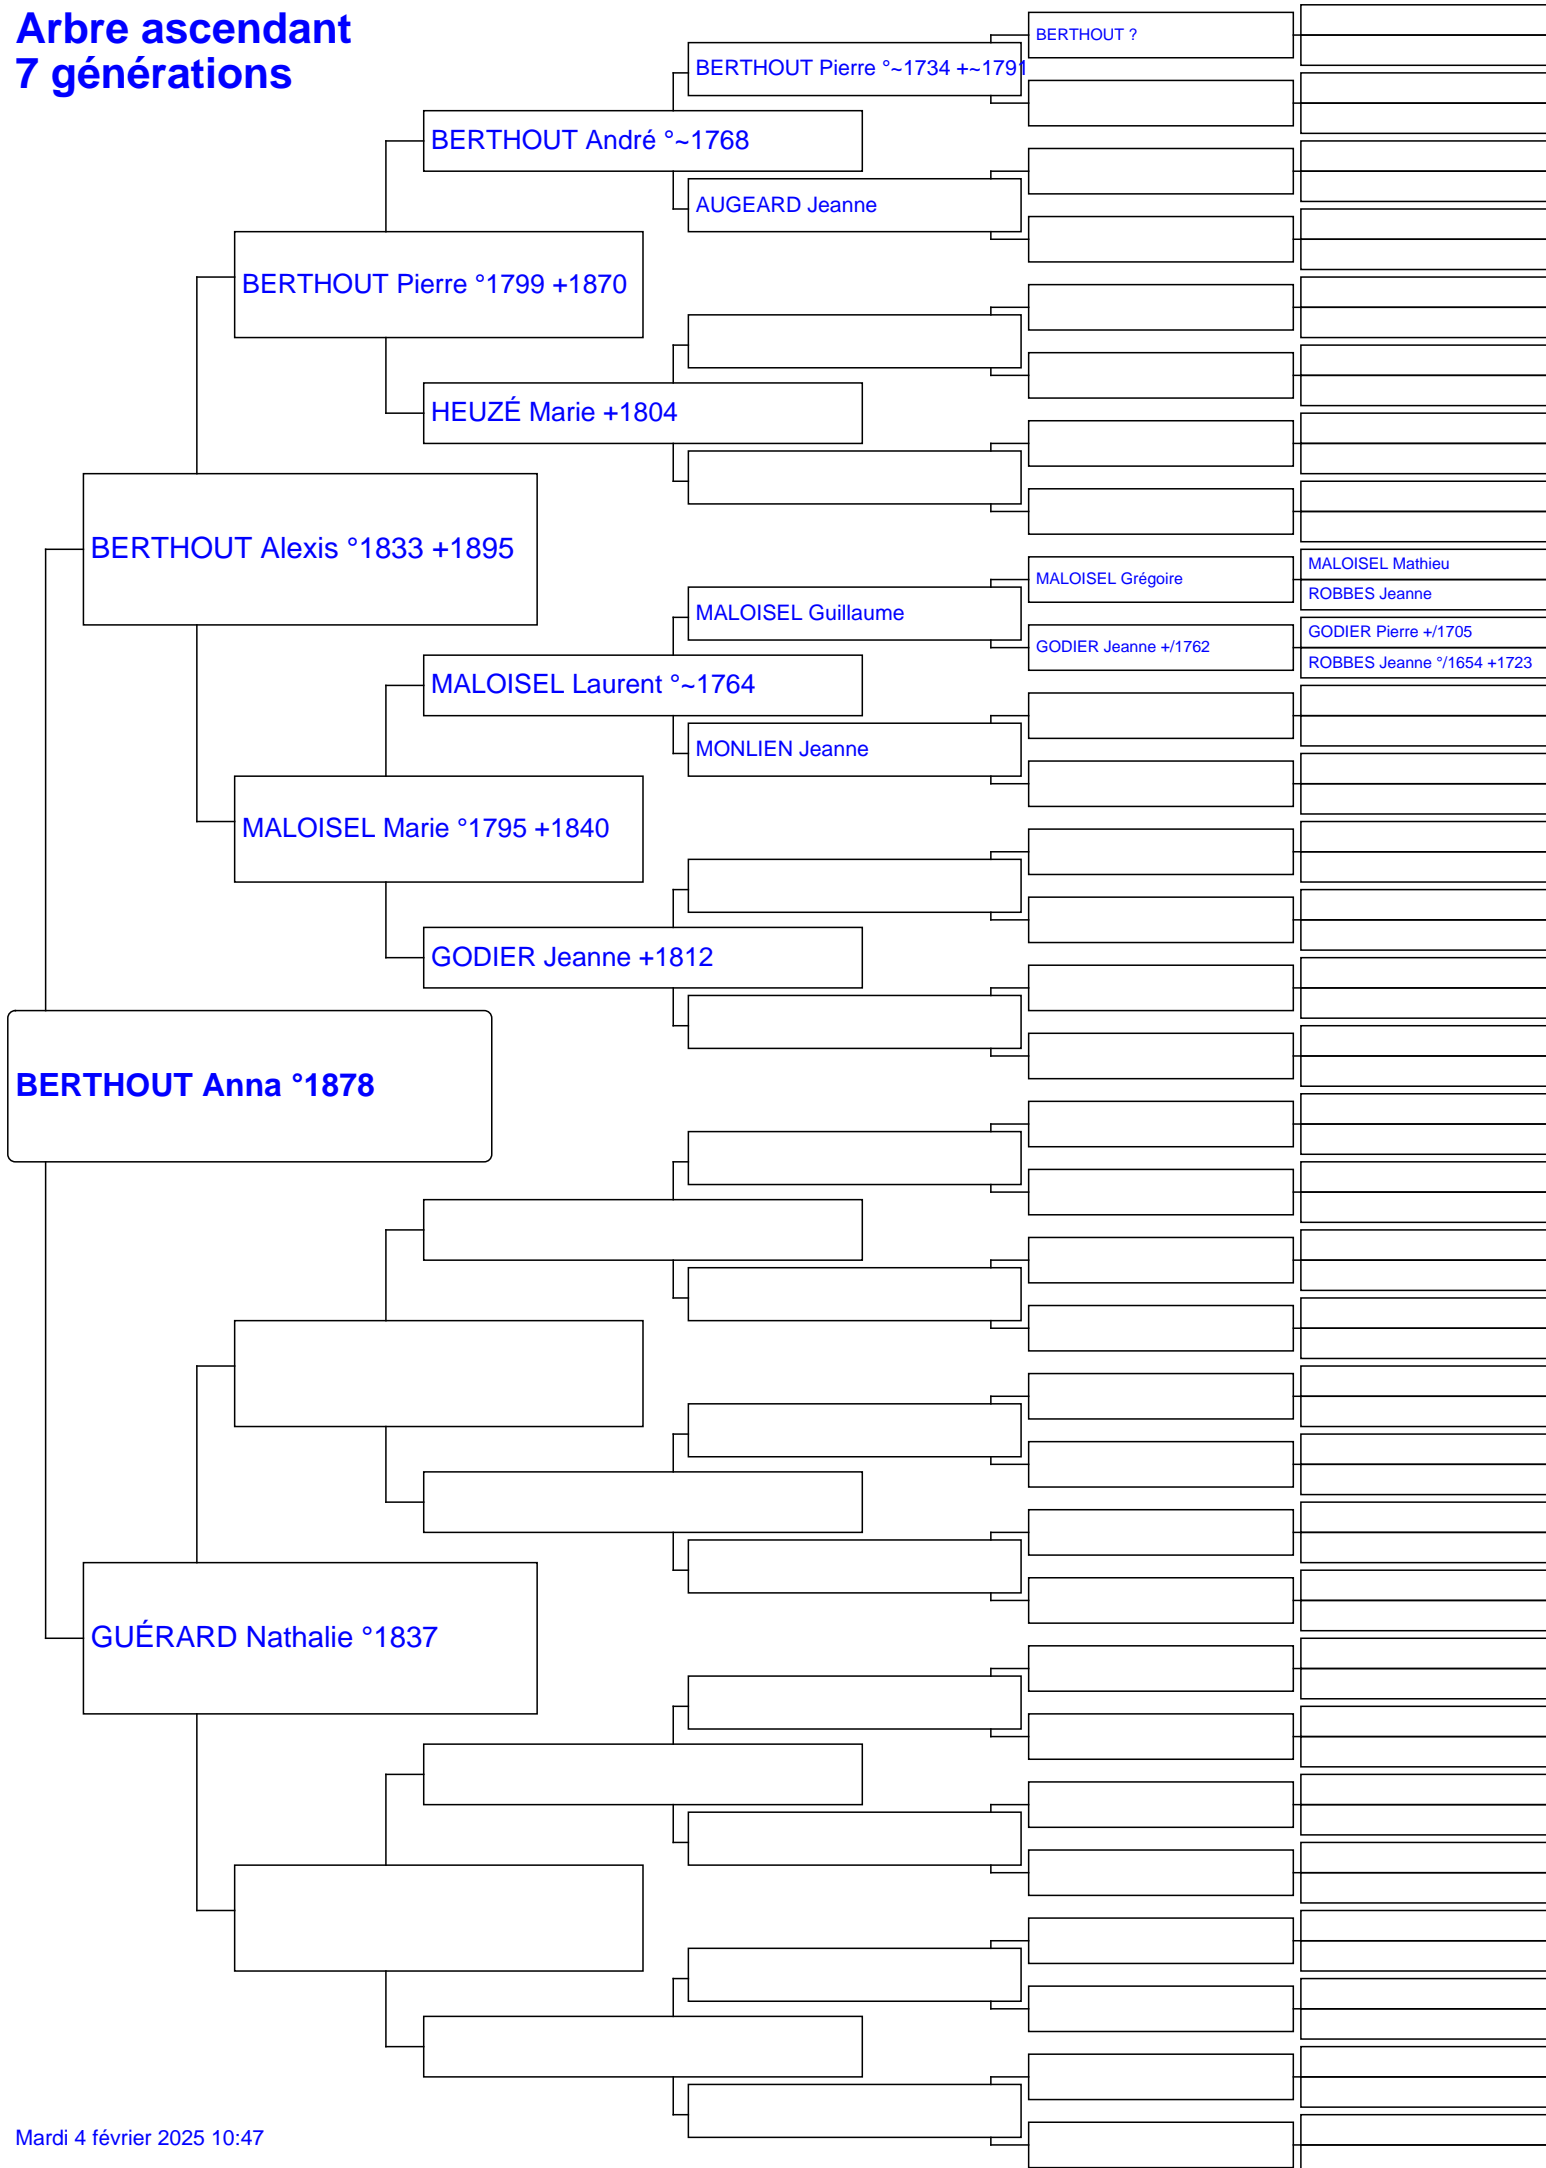 Arbre ascendant
7 générations
BERTHOUT ?
BERTHOUT Pierre °~1734 +~1791
BERTHOUT André °~1768
AUGEARD Jeanne
BERTHOUT Pierre °1799 +1870
HEUZÉ Marie +1804
BERTHOUT Alexis °1833 +1895
MALOISEL Mathieu
MALOISEL Grégoire
ROBBES Jeanne
MALOISEL Guillaume
GODIER Pierre +/1705
GODIER Jeanne +/1762
ROBBES Jeanne °/1654 +1723
MALOISEL Laurent °~1764
MONLIEN Jeanne
MALOISEL Marie °1795 +1840
GODIER Jeanne +1812
BERTHOUT Anna °1878
GUÉRARD Nathalie °1837
Mardi 4 février 2025 10:47